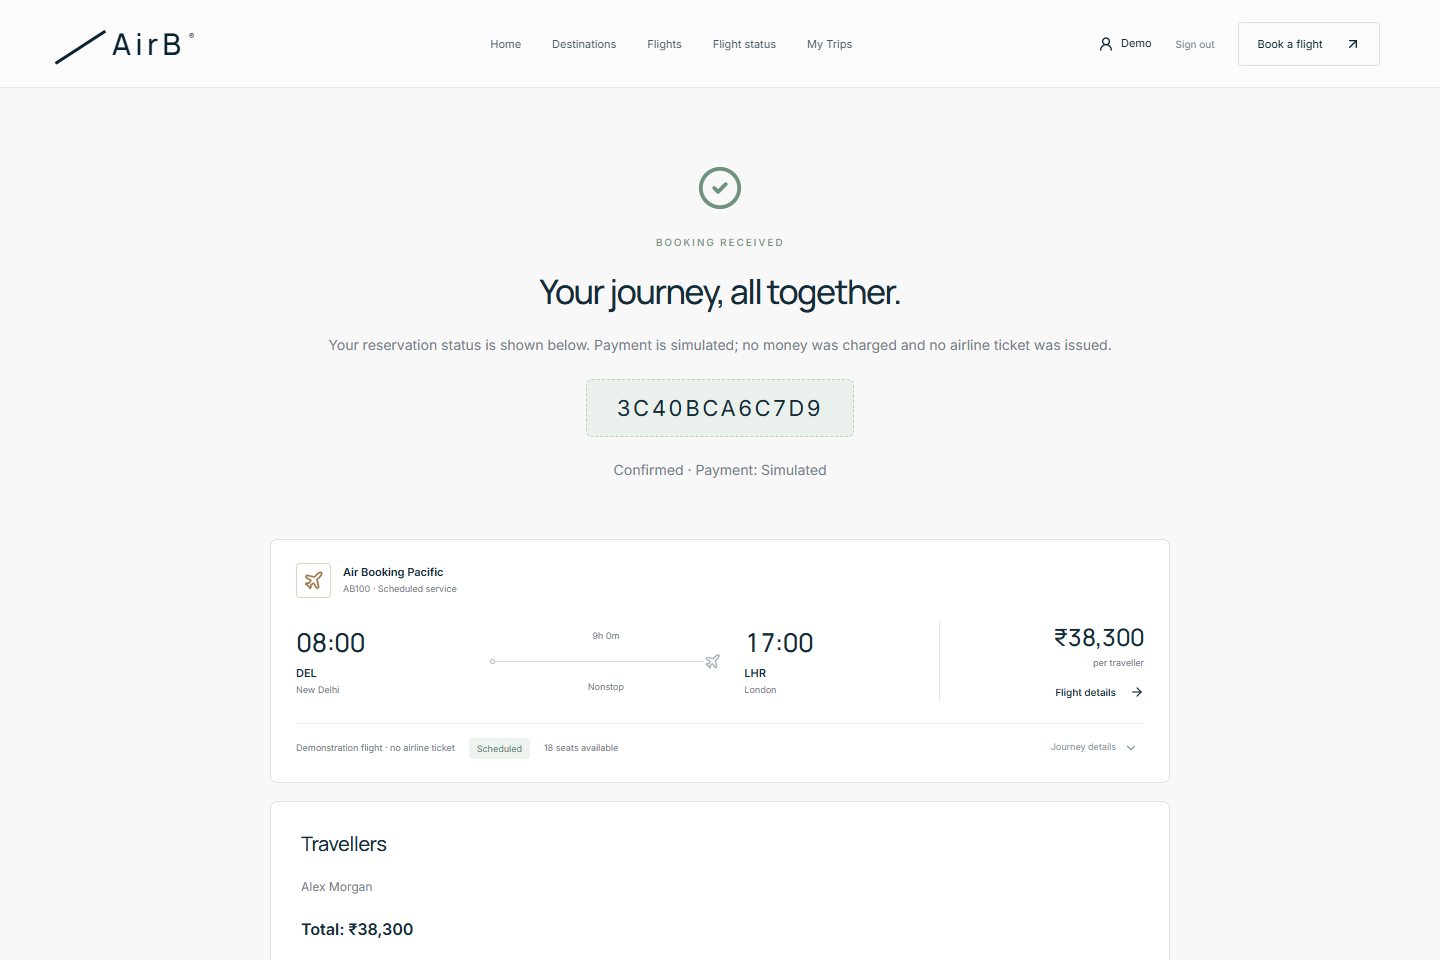 AirB ®
Home Destinations Flights Flight status My Trips
Demo Sign out Book a flight
BOOKING RECEIVED
Your journey, all together.
Your reservation status is shown below. Payment is simulated; no money was charged and no airline ticket was issued.
3C40BCA6C7D9
Confirmed · Payment: Simulated
Air Booking Pacific
AB100 · Scheduled service
08:00
DEL
New Delhi
9h 0m
Nonstop
17:00
LHR
London
₹38,300
per traveller
Flight details
Demonstration flight · no airline ticket Scheduled 18 seats available Journey details
Travellers
Alex Morgan
Total: ₹38,300